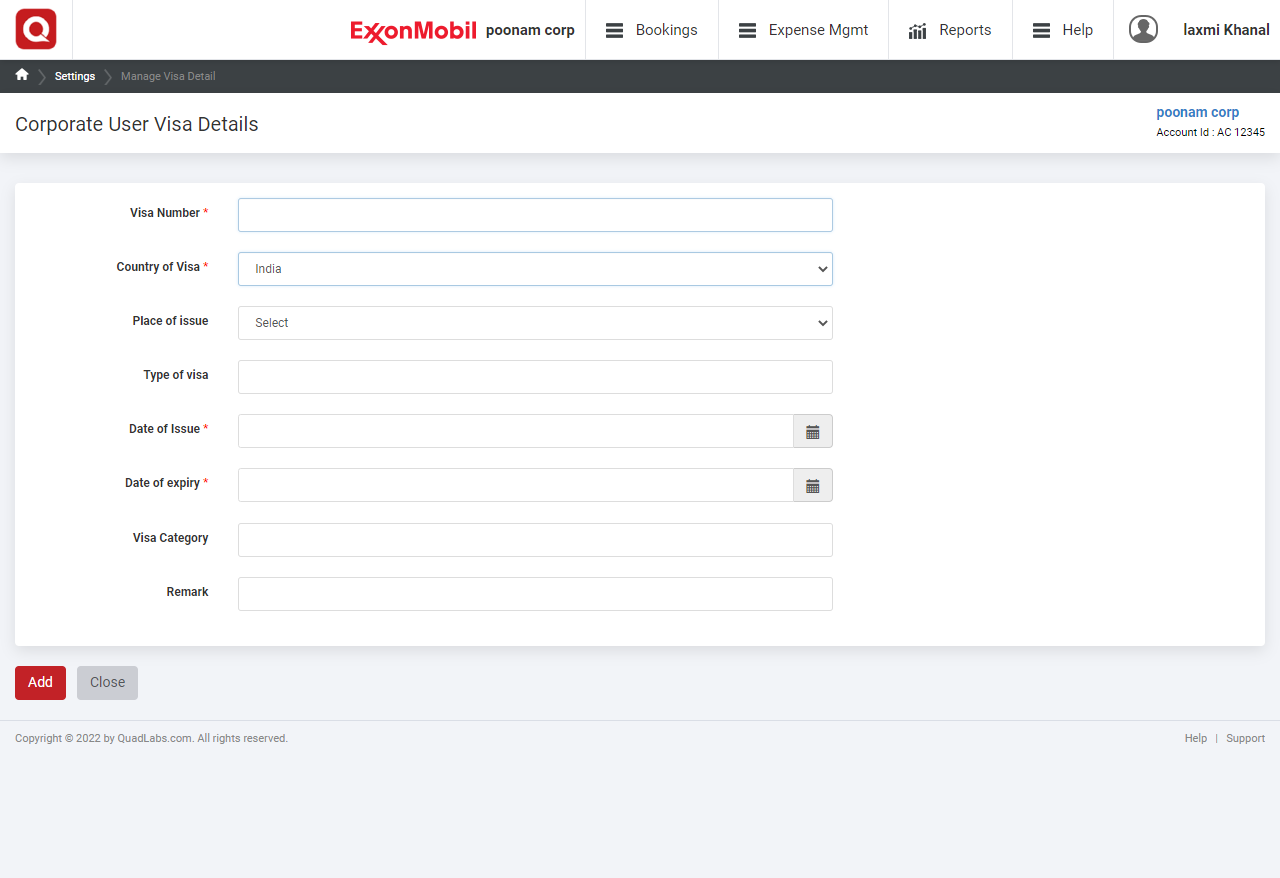 Q
ExxonMobil poonam corp Bookings Expense Mgmt Reports Help laxmi Khanal
Settings Manage Visa Detail
Corporate User Visa Details
poonam corp
Account Id : AC 12345
Visa Number *
Country of Visa * India
Place of issue Select
Type of visa
Date of Issue *
Date of expiry *
Visa Category
Remark
Add Close
Copyright © 2022 by QuadLabs.com. All rights reserved. Help | Support